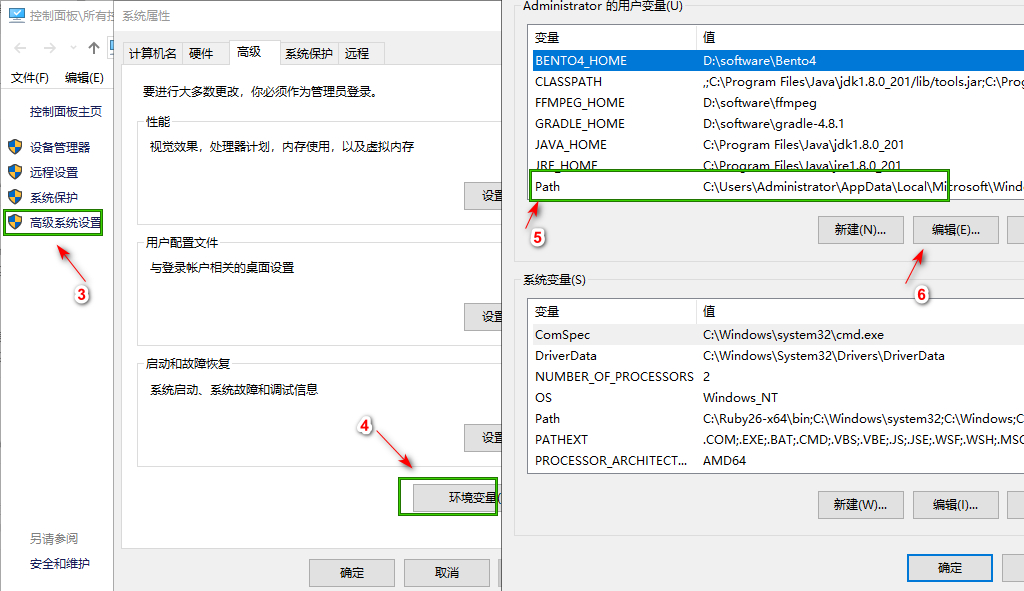 控制面板\所有控
文件(F) 编辑(E)
控制面板主页
设备管理器
远程设置
系统保护
高级系统设置
3
另请参阅
安全和维护
系统属性
计算机名 硬件 高级 系统保护 远程
要进行大多数更改，你必须作为管理员登录。
性能
视觉效果，处理器计划，内存使用，以及虚拟内存
设置
用户配置文件
与登录帐户相关的桌面设置
设置
启动和故障恢复
系统启动、系统故障和调试信息
设置
4
环境变量(
确定 取消
Administrator 的用户变量(U)
变量 值
BENTO4_HOME D:\software\Bento4
CLASSPATH .;C:\Program Files\Java\jdk1.8.0_201/lib/tools.jar;C:\Prog
FFMPEG_HOME D:\software\ffmpeg
GRADLE_HOME D:\software\gradle-4.8.1
JAVA_HOME C:\Program Files\Java\jdk1.8.0_201
JRE_HOME C:\Program Files\Java\jre1.8.0_201
Path C:\Users\Administrator\AppData\Local\Microsoft\Windo
5
新建(N)... 编辑(E)...
6
系统变量(S)
变量 值
ComSpec C:\Windows\system32\cmd.exe
DriverData C:\Windows\System32\Drivers\DriverData
NUMBER_OF_PROCESSORS 2
OS Windows_NT
Path C:\Ruby26-x64\bin;C:\Windows\system32;C:\Windows;C
PATHEXT .COM;.EXE;.BAT;.CMD;.VBS;.VBE;.JS;.JSE;.WSF;.WSH;.MSC
PROCESSOR_ARCHITECT... AMD64
新建(W)... 编辑(I)...
确定